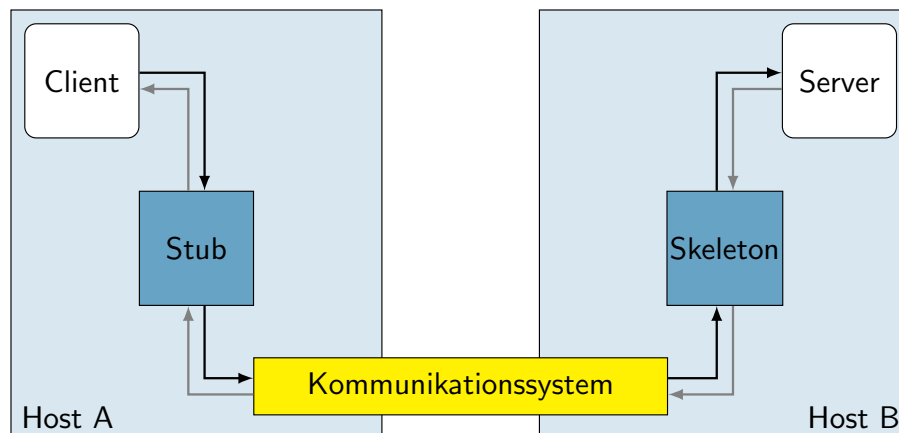 Client
Server
Stub
Skeleton
Kommunikationssystem
Host A
Host B